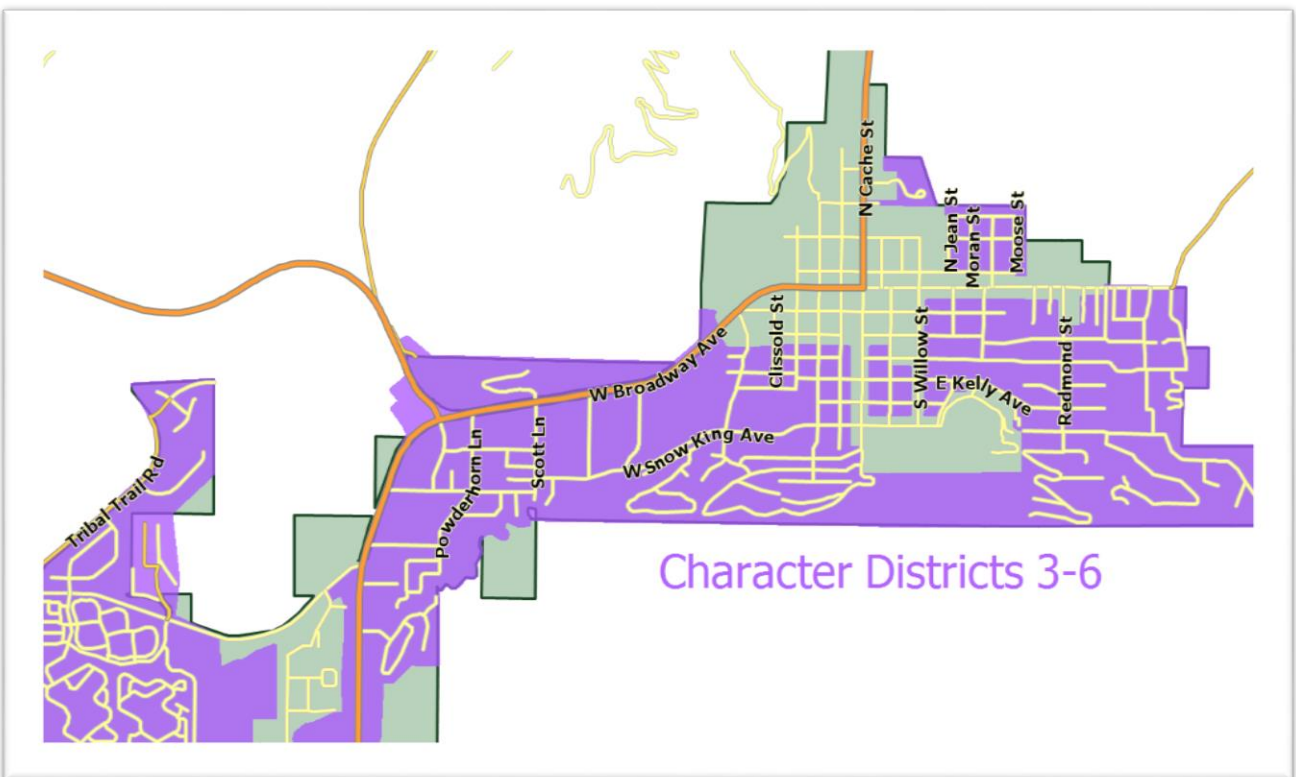 N Cache St
N Jean St
Moran St
Moose St
Clissold St
S Willow St
Redmond St
W Broadway Ave
E Kelly Ave
W Snow King Ave
Scott Ln
Powderhorn Ln
Tribal Trail Rd
Character Districts 3-6